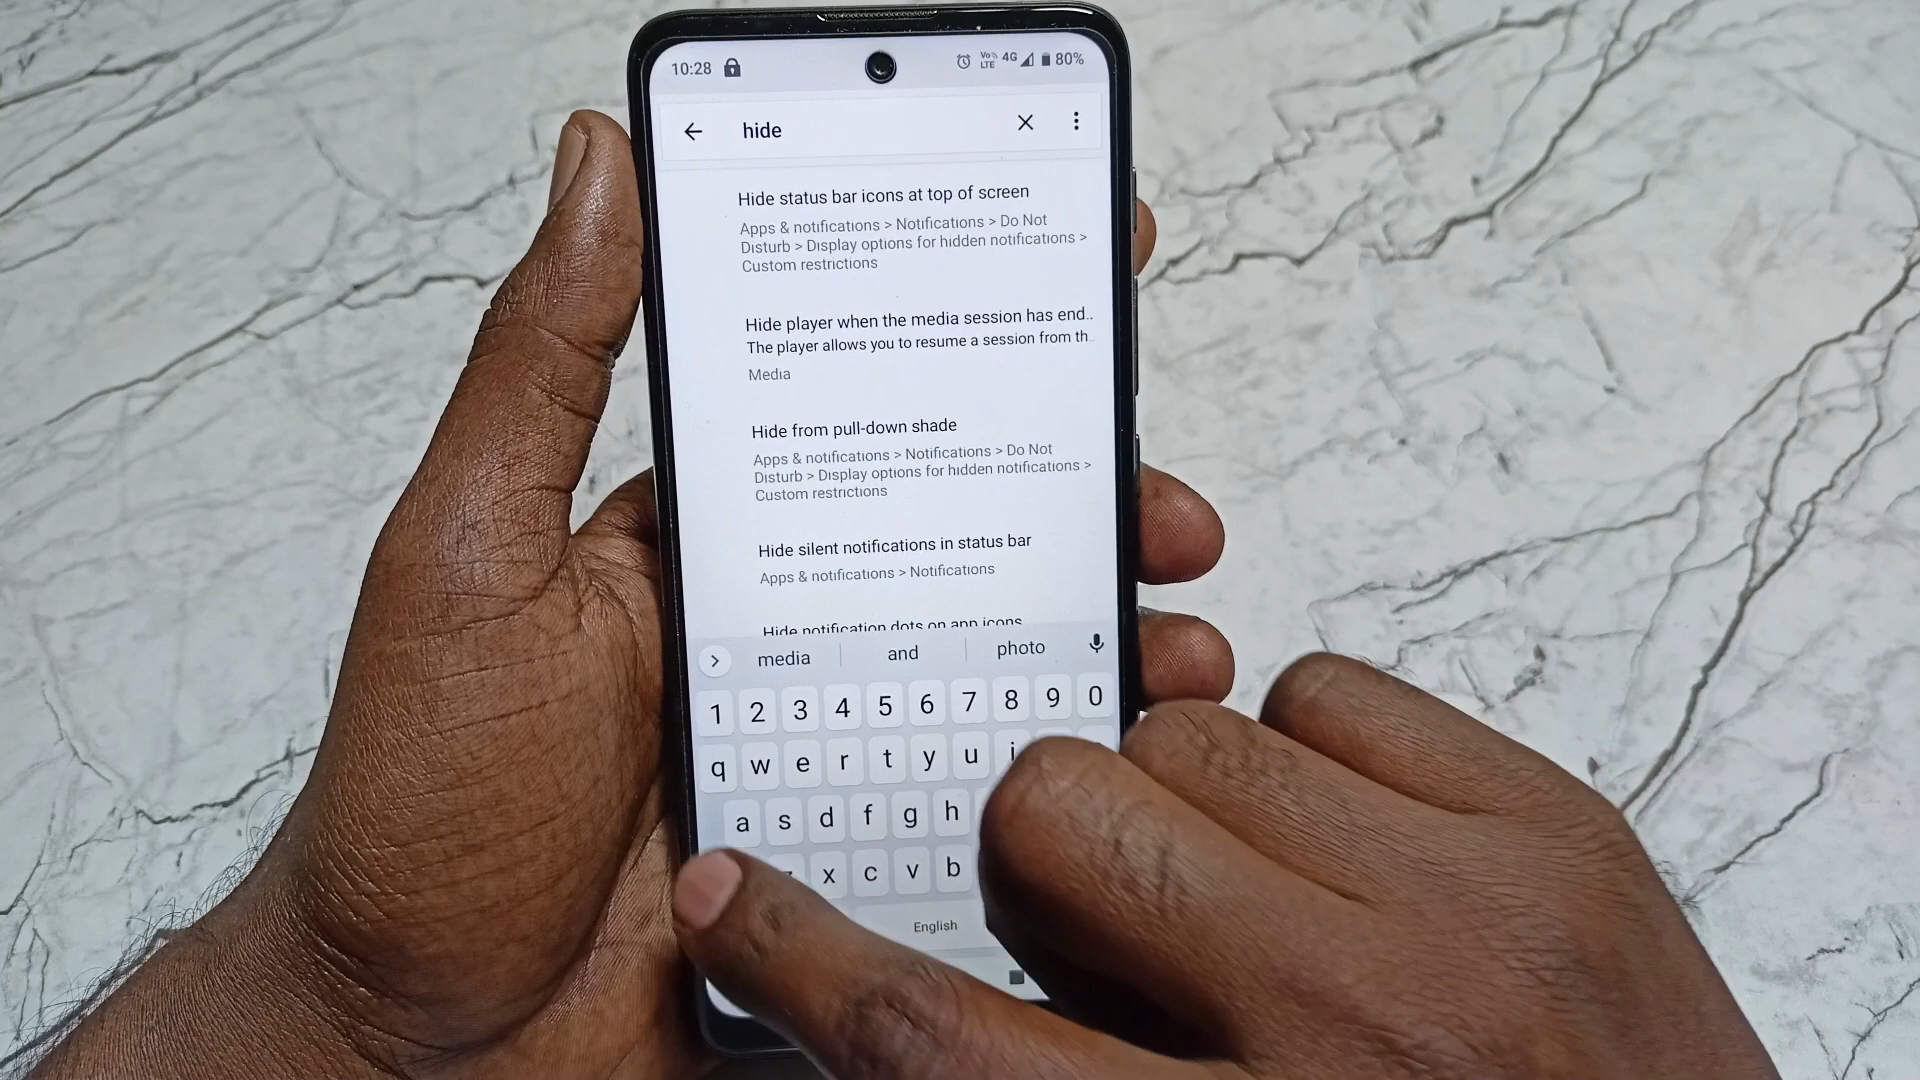 10:28
Vo
LTE
4G
80%
hide
Hide status bar icons at top of screen
Apps & notifications > Notifications > Do Not
Disturb > Display options for hidden notifications >
Custom restrictions
Hide player when the media session has end..
The player allows you to resume a session from th..
Media
Hide from pull-down shade
Apps & notifications > Notifications > Do Not
Disturb > Display options for hidden notifications >
Custom restrictions
Hide silent notifications in status bar
Apps & notifications > Notifications
Hide notification dots on app icons
media and photo
1 2 3 4 5 6 7 8 9 0
q w e r t y u i
a s d f g h
x c v b
English